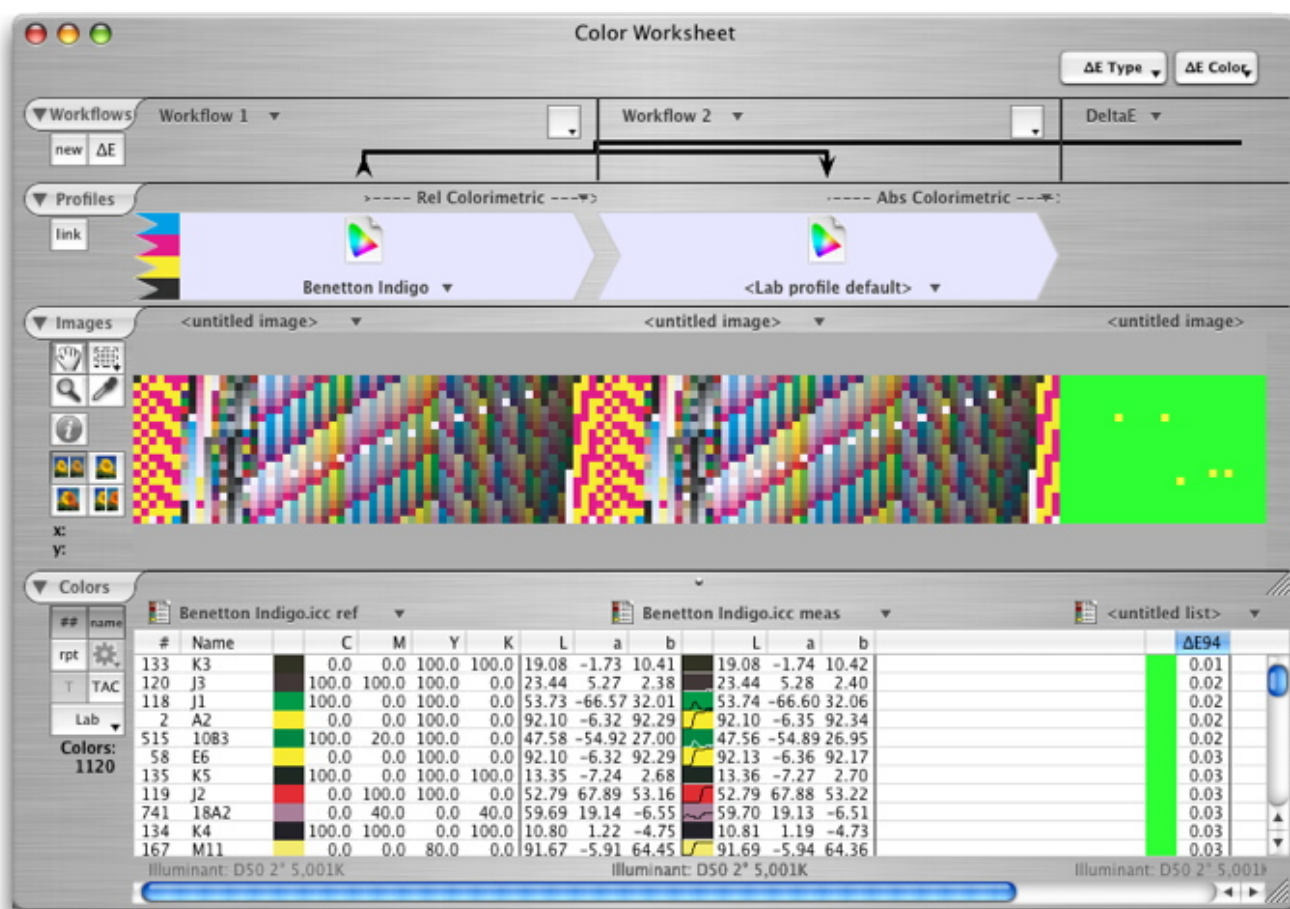 Color Worksheet
ΔE Type ΔE Color
Workflows Workflow 1 Workflow 2 DeltaE
new ΔE
Profiles >---- Rel Colorimetric ---- ---- Abs Colorimetric ----
link
Benetton Indigo <Lab profile default>
Images <untitled image> <untitled image> <untitled image>
x:
y:
Colors
## name Benetton Indigo.icc ref Benetton Indigo.icc meas <untitled list>
# Name C M Y K L a b L a b ΔE94
rpt 133 K3 0.0 0.0 100.0 100.0 19.08 -1.73 10.41 19.08 -1.74 10.42 0.01
120 J3 100.0 100.0 100.0 0.0 23.44 5.27 2.38 23.44 5.28 2.40 0.02
T TAC 118 J1 100.0 0.0 100.0 0.0 53.73 -66.57 32.01 53.74 -66.60 32.06 0.02
2 A2 0.0 0.0 100.0 0.0 92.10 -6.32 92.29 92.10 -6.35 92.34 0.02
Lab 515 10B3 100.0 20.0 100.0 0.0 47.58 -54.92 27.00 47.56 -54.89 26.95 0.02
Colors: 58 E6 0.0 0.0 100.0 0.0 92.10 -6.32 92.29 92.13 -6.36 92.17 0.03
1120 135 K5 100.0 0.0 100.0 100.0 13.35 -7.24 2.68 13.36 -7.27 2.70 0.03
119 J2 0.0 100.0 100.0 0.0 52.79 67.89 53.16 52.79 67.88 53.22 0.03
741 18A2 0.0 40.0 0.0 40.0 59.69 19.14 -6.55 59.70 19.13 -6.51 0.03
134 K4 100.0 100.0 0.0 100.0 10.80 1.22 -4.75 10.81 1.19 -4.73 0.03
167 M11 0.0 0.0 80.0 0.0 91.67 -5.91 64.45 91.69 -5.94 64.36 0.03
Illuminant: D50 2° 5,001K Illuminant: D50 2° 5,001K Illuminant: D50 2° 5,001K